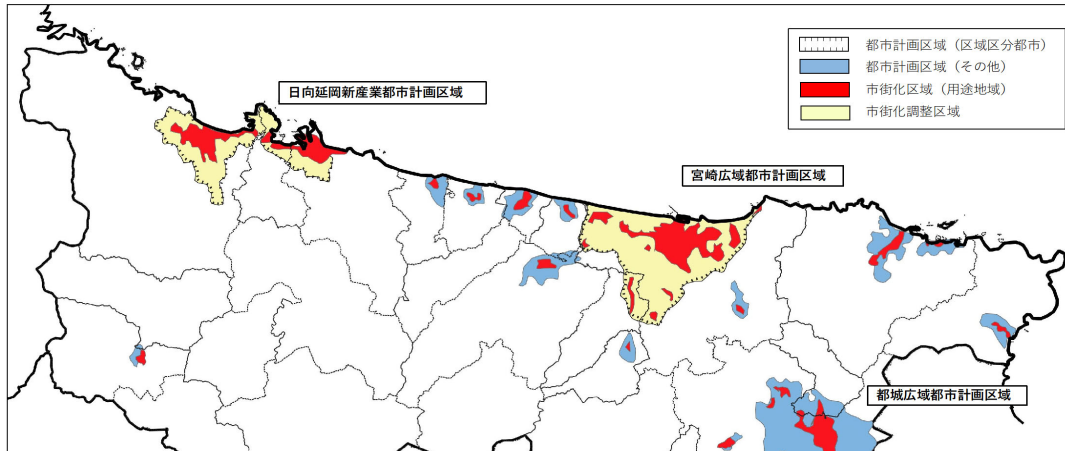 都市計画区域（区域区分都市）
都市計画区域（その他）
市街化区域（用途地域）
市街化調整区域
日向延岡新産業都市計画区域
宮崎広域都市計画区域
都城広域都市計画区域